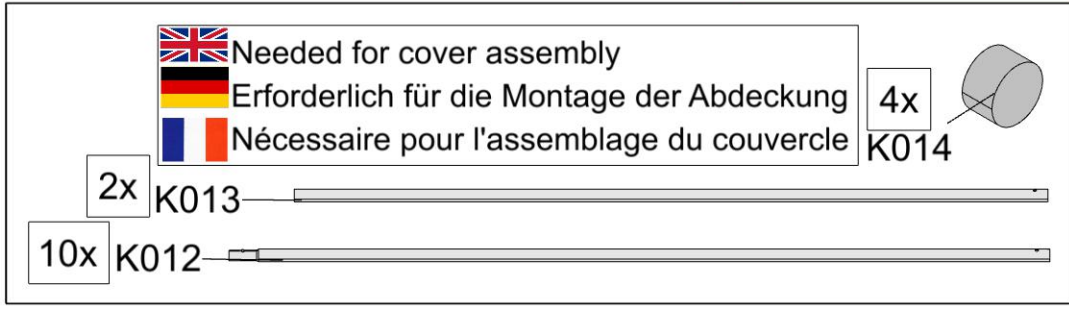 Needed for cover assembly
Erforderlich für die Montage der Abdeckung
Nécessaire pour l'assemblage du couvercle
4x
K014
2x K013
10x K012